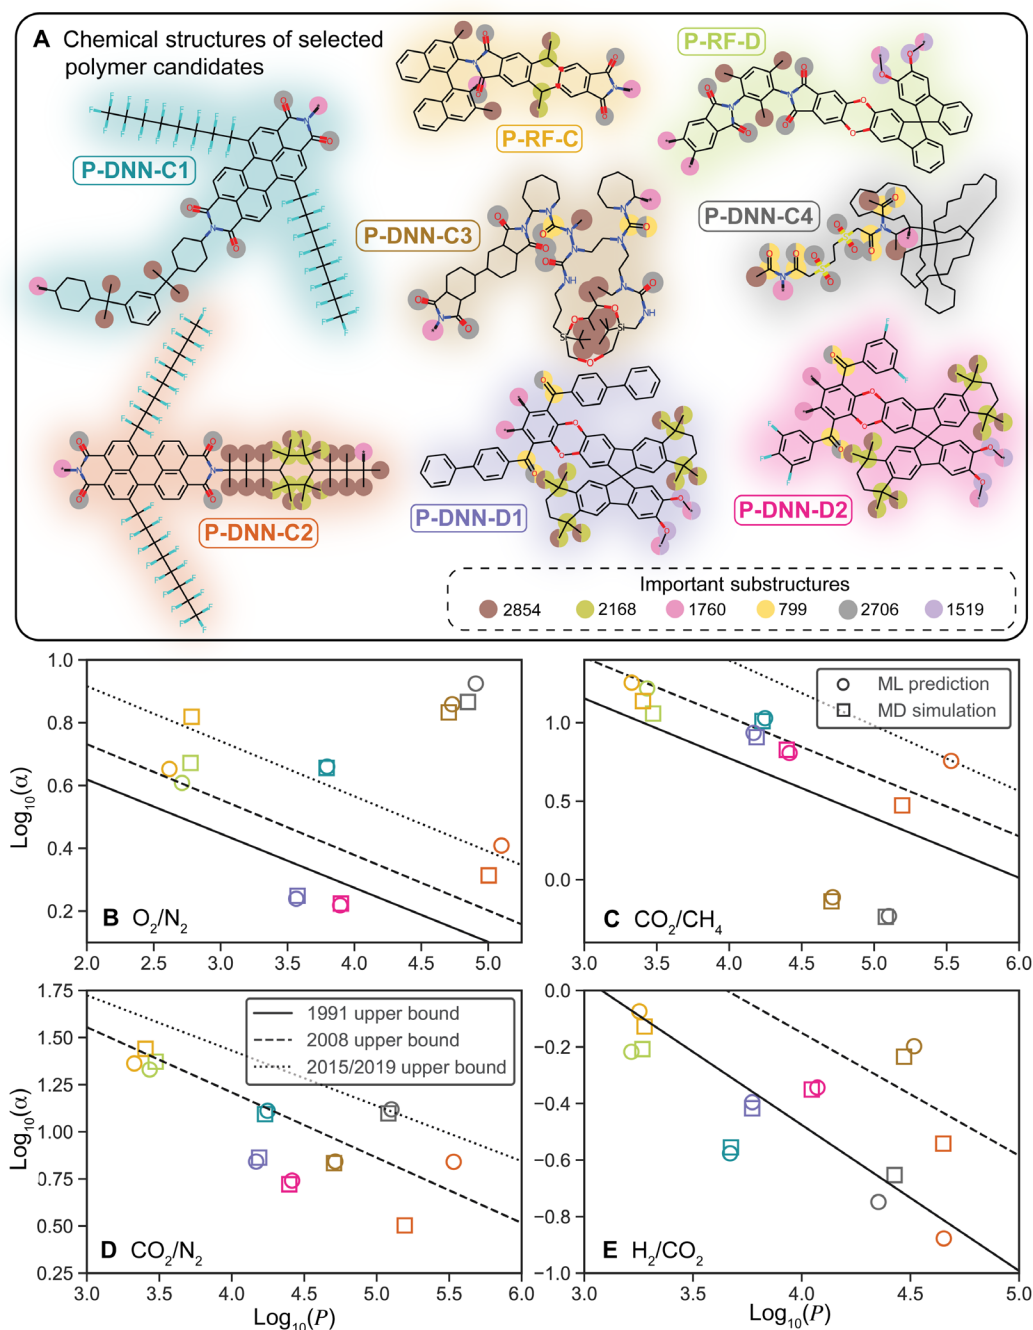 A Chemical structures of selected
polymer candidates
P-DNN-C1
P-RF-C
P-RF-D
P-DNN-C3
P-DNN-C4
P-DNN-C2
P-DNN-D1
P-DNN-D2
Important substructures
2854 2168 1760 799 2706 1519
1.0
0.8
0.6
0.4
0.2
Log10(α)
2.0 2.5 3.0 3.5 4.0 4.5 5.0
B O2/N2
1.0
0.5
0.0
3.0 3.5 4.0 4.5 5.0 5.5 6.0
ML prediction
MD simulation
C CO2/CH4
1.75
1.50
1.25
1.00
0.75
0.50
0.25
Log10(α)
3.0 3.5 4.0 4.5 5.0 5.5 6.0
Log10(P)
1991 upper bound
2008 upper bound
2015/2019 upper bound
D CO2/N2
0.0
−0.2
−0.4
−0.6
−0.8
−1.0
3.0 3.5 4.0 4.5 5.0
Log10(P)
E H2/CO2